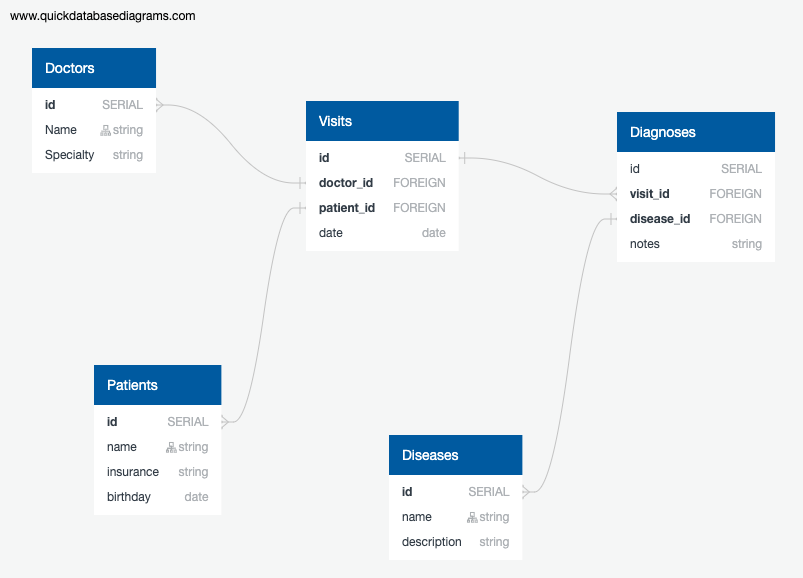 www.quickdatabasediagrams.com
Doctors
id SERIAL
Name string
Specialty string
Visits
id SERIAL
doctor_id FOREIGN
patient_id FOREIGN
date date
Diagnoses
id SERIAL
visit_id FOREIGN
disease_id FOREIGN
notes string
Patients
id SERIAL
name string
insurance string
birthday date
Diseases
id SERIAL
name string
description string